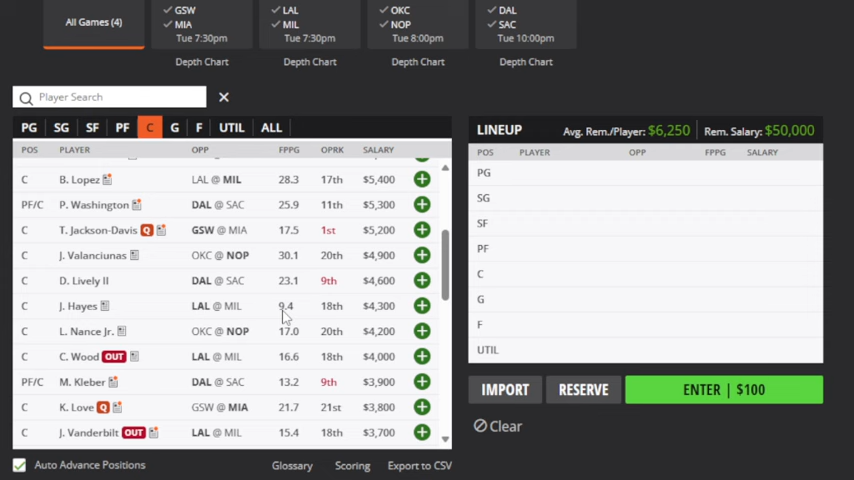 All Games (4)
GSW
MIA
Tue 7:30pm
LAL
MIL
Tue 7:30pm
OKC
NOP
Tue 8:00pm
DAL
SAC
Tue 10:00pm
Depth Chart Depth Chart Depth Chart Depth Chart
Player Search
PG SG SF PF C G F UTIL ALL
POS PLAYER OPP FPPG OPRK SALARY
C B. Lopez LAL @ MIL 28.3 17th $5,400
PF/C P. Washington DAL @ SAC 25.9 11th $5,300
C T. Jackson-Davis Q GSW @ MIA 17.5 1st $5,200
C J. Valanciunas OKC @ NOP 30.1 20th $4,900
C D. Lively II DAL @ SAC 23.1 9th $4,600
C J. Hayes LAL @ MIL 9.4 18th $4,300
C L. Nance Jr. OKC @ NOP 17.0 20th $4,200
C C. Wood OUT LAL @ MIL 16.6 18th $4,000
PF/C M. Kleber DAL @ SAC 13.2 9th $3,900
C K. Love Q GSW @ MIA 21.7 21st $3,800
C J. Vanderbilt OUT LAL @ MIL 15.4 18th $3,700
Auto Advance Positions Glossary Scoring Export to CSV
LINEUP Avg. Rem./Player: $6,250 Rem. Salary: $50,000
POS PLAYER OPP FPPG SALARY
PG
SG
SF
PF
C
G
F
UTIL
IMPORT RESERVE ENTER | $100
Clear